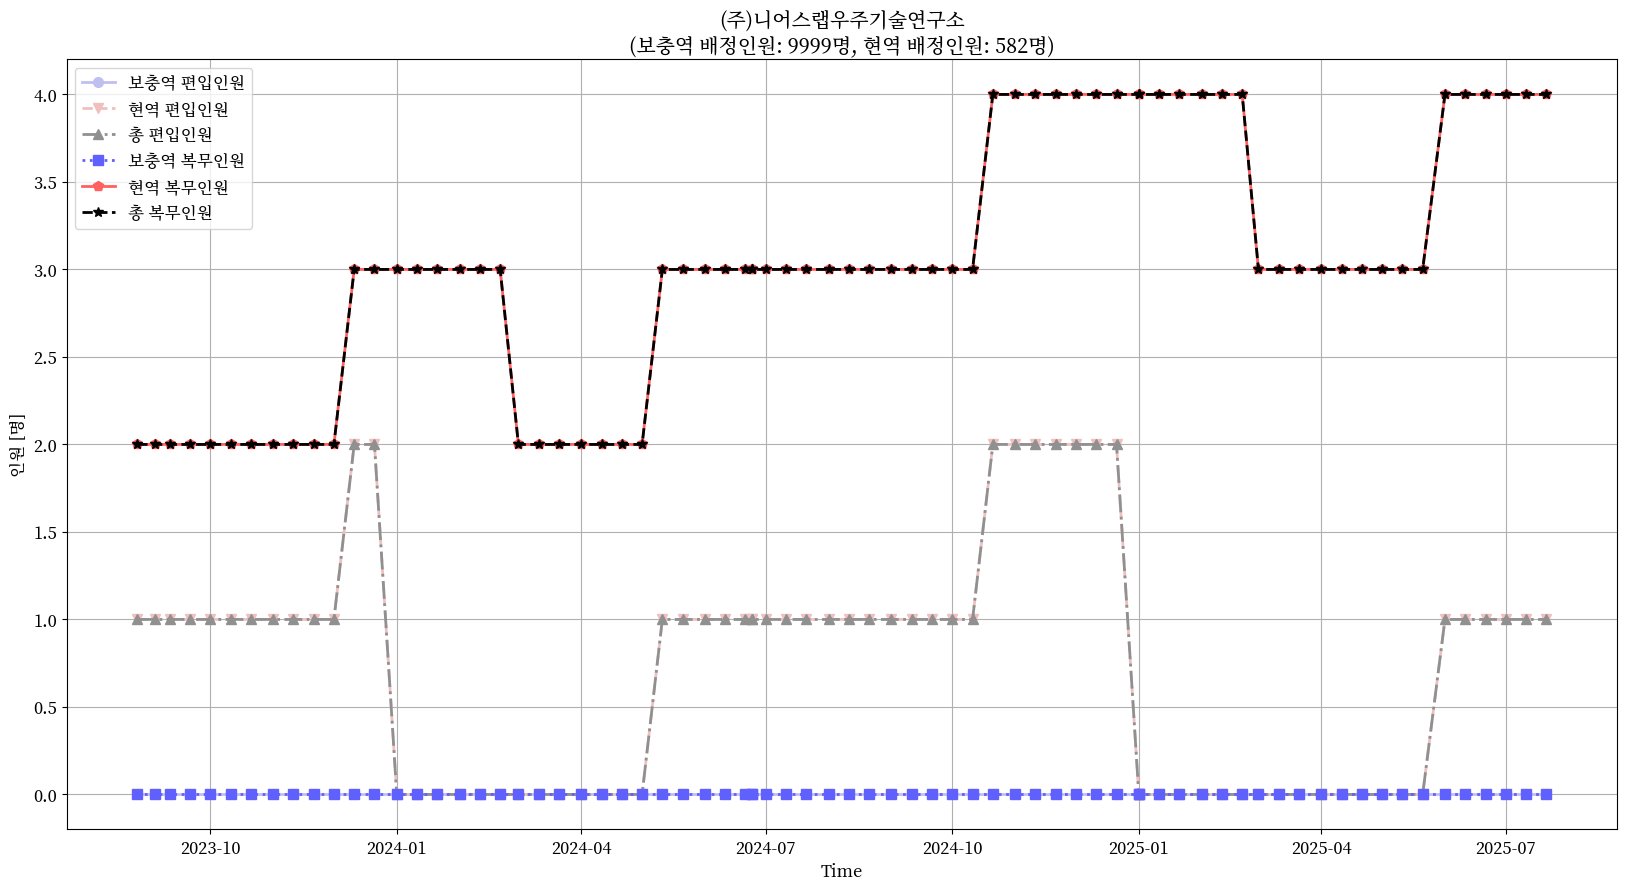 (주)니어스랩우주기술연구소
(보충역 배정인원: 9999명, 현역 배정인원: 582명)
보충역 편입인원
현역 편입인원
총 편입인원
보충역 복무인원
현역 복무인원
총 복무인원
4.0
3.5
3.0
2.5
2.0
1.5
1.0
0.5
0.0
인원 [명]
2023-10
2024-01
2024-04
2024-07
2024-10
2025-01
2025-04
2025-07
Time